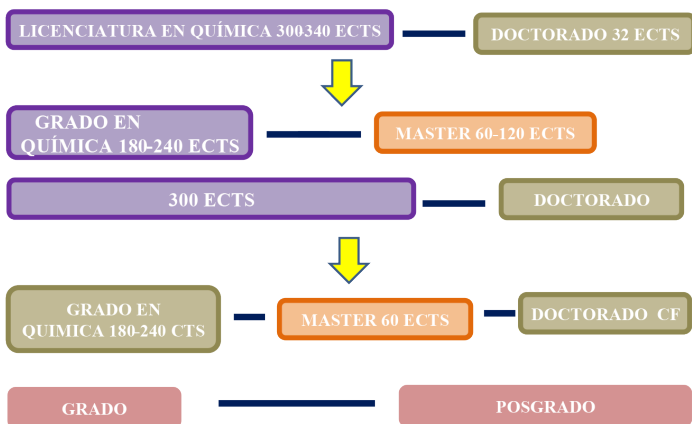 LICENCIATURA EN QUÍMICA 300340 ECTS
DOCTORADO 32 ECTS
GRADO EN
QUÍMICA 180-240 ECTS
MASTER 60-120 ECTS
300 ECTS
DOCTORADO
GRADO EN
QUIMICA 180-240 CTS
MASTER 60 ECTS
DOCTORADO CF
GRADO
POSGRADO